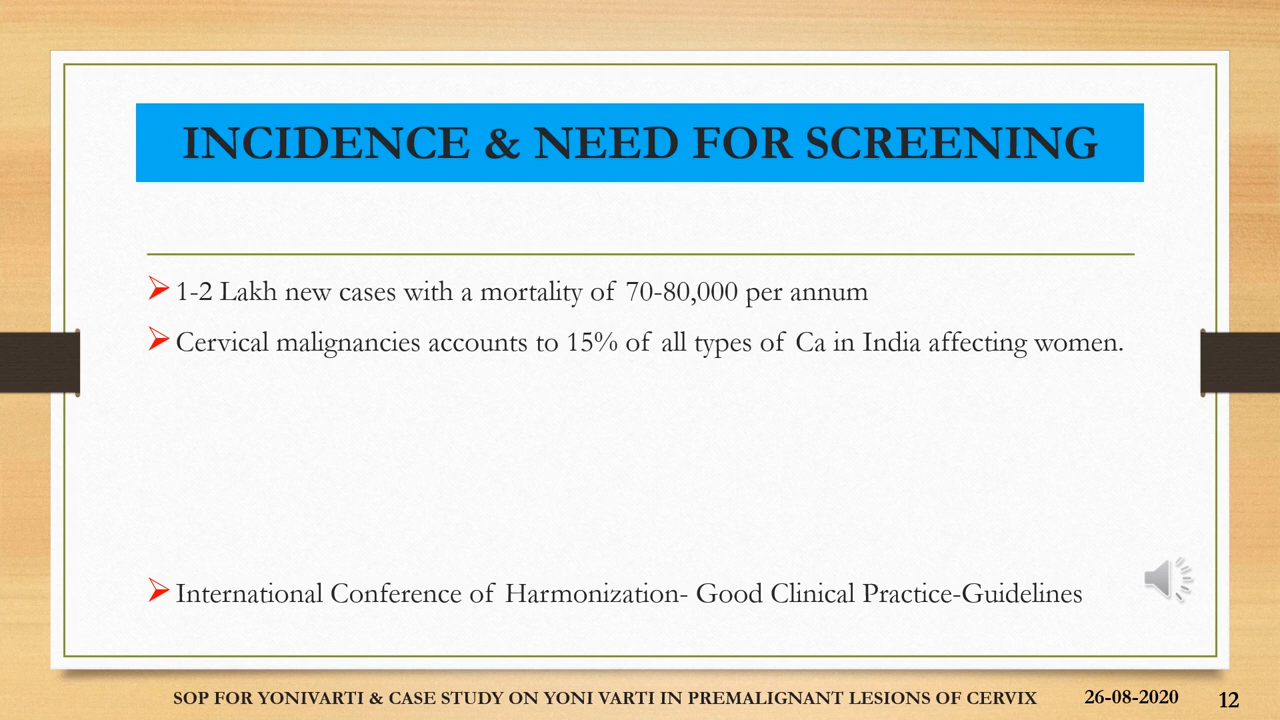 INCIDENCE & NEED FOR SCREENING
1-2 Lakh new cases with a mortality of 70-80,000 per annum
Cervical malignancies accounts to 15% of all types of Ca in India affecting women.
International Conference of Harmonization- Good Clinical Practice-Guidelines
SOP FOR YONIVARTI & CASE STUDY ON YONI VARTI IN PREMALIGNANT LESIONS OF CERVIX 26-08-2020 12